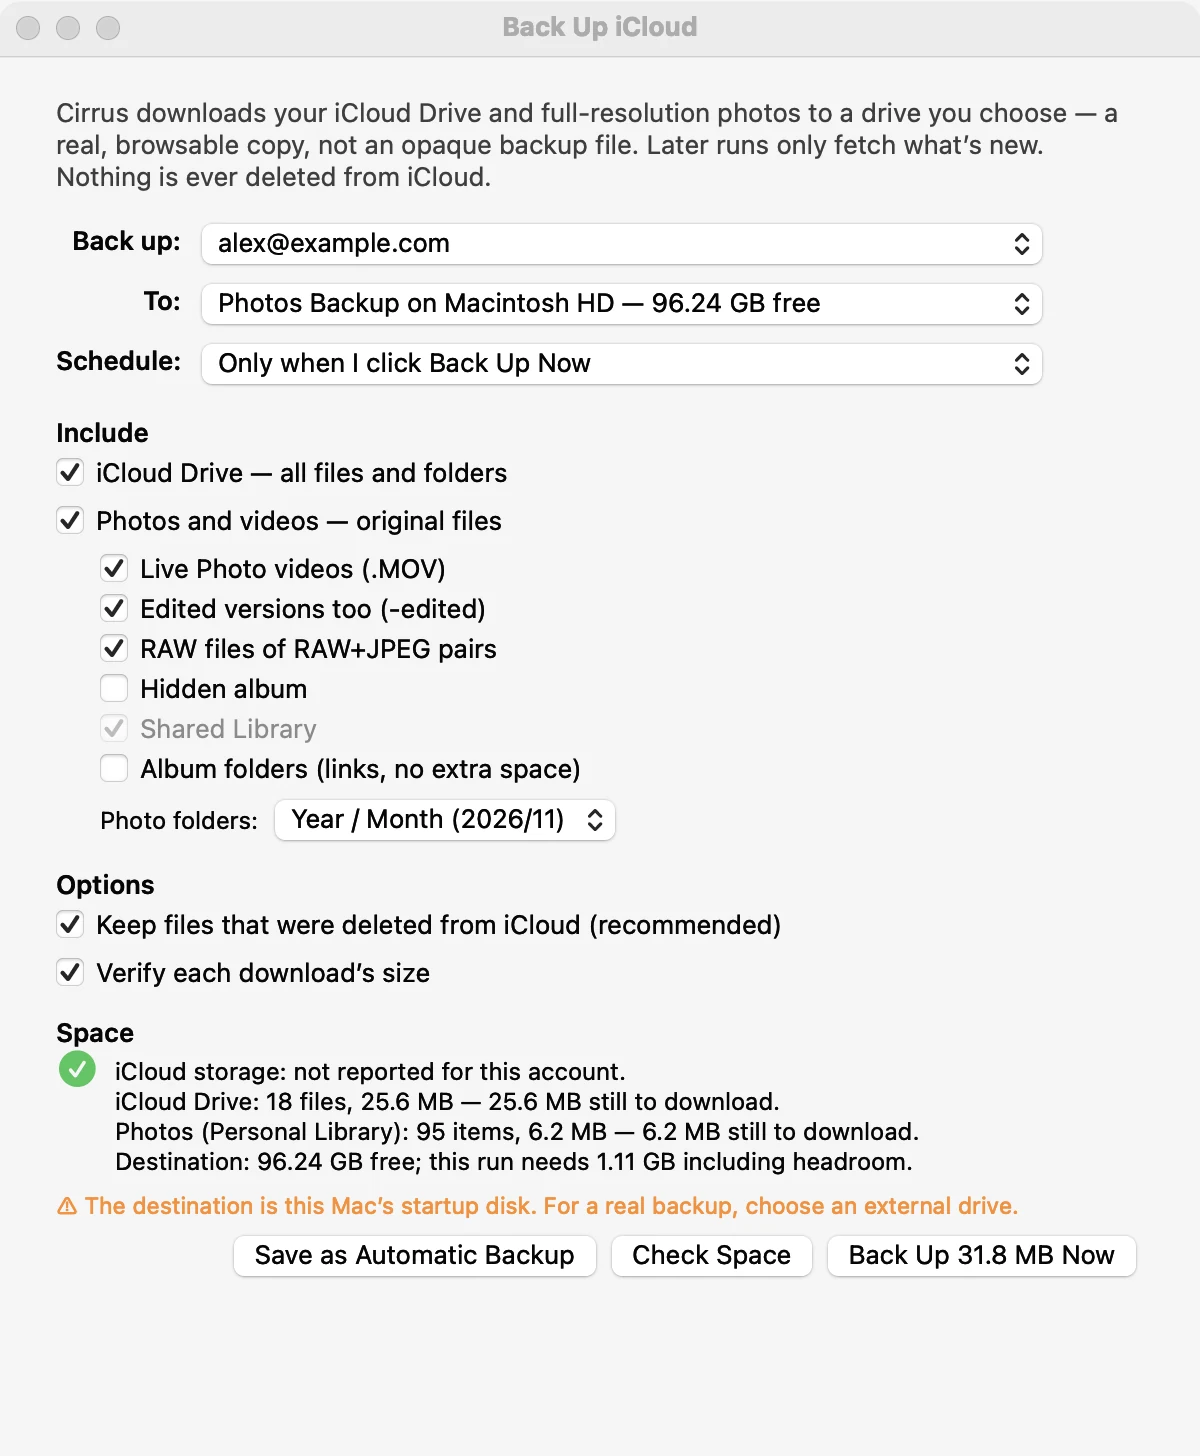 Back Up iCloud
Cirrus downloads your iCloud Drive and full-resolution photos to a drive you choose — a
real, browsable copy, not an opaque backup file. Later runs only fetch what’s new.
Nothing is ever deleted from iCloud.
Back up: alex@example.com
To: Photos Backup on Macintosh HD — 96.24 GB free
Schedule: Only when I click Back Up Now
Include
iCloud Drive — all files and folders
Photos and videos — original files
Live Photo videos (.MOV)
Edited versions too (-edited)
RAW files of RAW+JPEG pairs
Hidden album
Shared Library
Album folders (links, no extra space)
Photo folders: Year / Month (2026/11)
Options
Keep files that were deleted from iCloud (recommended)
Verify each download’s size
Space
iCloud storage: not reported for this account.
iCloud Drive: 18 files, 25.6 MB — 25.6 MB still to download.
Photos (Personal Library): 95 items, 6.2 MB — 6.2 MB still to download.
Destination: 96.24 GB free; this run needs 1.11 GB including headroom.
The destination is this Mac’s startup disk. For a real backup, choose an external drive.
Save as Automatic Backup Check Space Back Up 31.8 MB Now